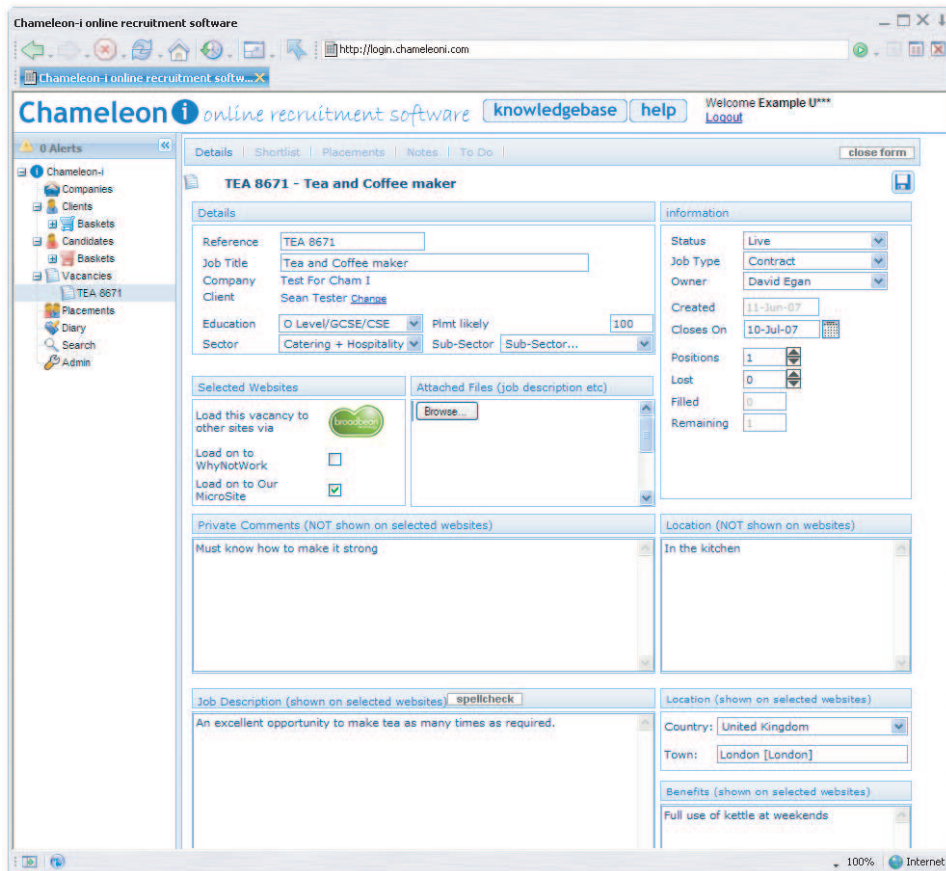 Chameleon-i online recruitment software
http://login.chameleoni.com
Chameleon-i online recruitment softw...
Chameleon i online recruitment software knowledgebase help
Welcome Example U***
Logout
0 Alerts
Chameleon-i
Companies
Clients
Baskets
Candidates
Baskets
Vacancies
TEA 8671
Placements
Diary
Search
Admin
Details | Shortlist | Placements | Notes | To Do |
close form
TEA 8671 - Tea and Coffee maker
Details
Reference TEA 8671
Job Title Tea and Coffee maker
Company Test For Cham I
Client Sean Tester Change
Education O Level/GCSE/CSE Plmt likely 100
Sector Catering + Hospitality Sub-Sector Sub-Sector...
information
Status Live
Job Type Contract
Owner David Egan
Created 11-Jun-07
Closes On 10-Jul-07
Positions 1
Lost 0
Filled 0
Remaining 1
Selected Websites
Load this vacancy to
other sites via
broadbean
Load on to
WhyNotWork
Load on to Our
MicroSite
Attached Files (job description etc)
Browse...
Private Comments (NOT shown on selected websites)
Must know how to make it strong
Location (NOT shown on websites)
In the kitchen
Job Description (shown on selected websites) spellcheck
An excellent opportunity to make tea as many times as required.
Location (shown on selected websites)
Country: United Kingdom
Town: London [London]
Benefits (shown on selected websites)
Full use of kettle at weekends
100% Internet